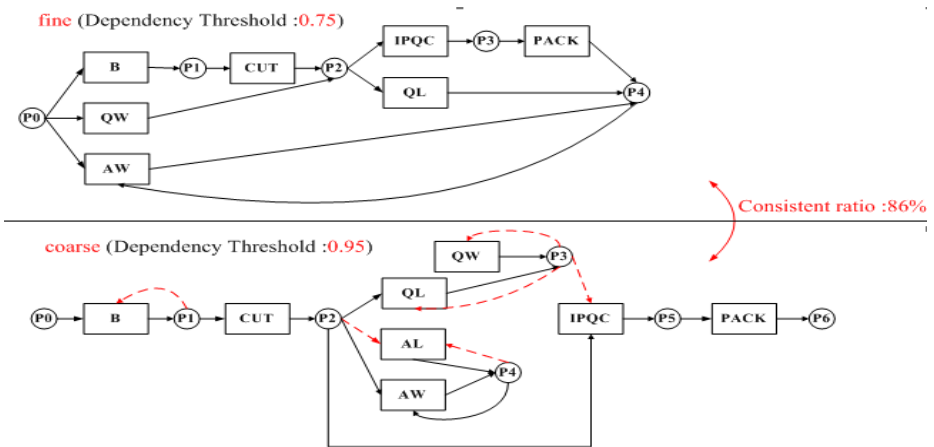 fine (Dependency Threshold :0.75)
IPQC P3 PACK
B P1 CUT P2
QL P4
P0 QW
AW
Consistent ratio :86%
coarse (Dependency Threshold :0.95)
QW P3
QL
P0 B P1 CUT P2 IPQC P5 PACK P6
AL
P4
AW